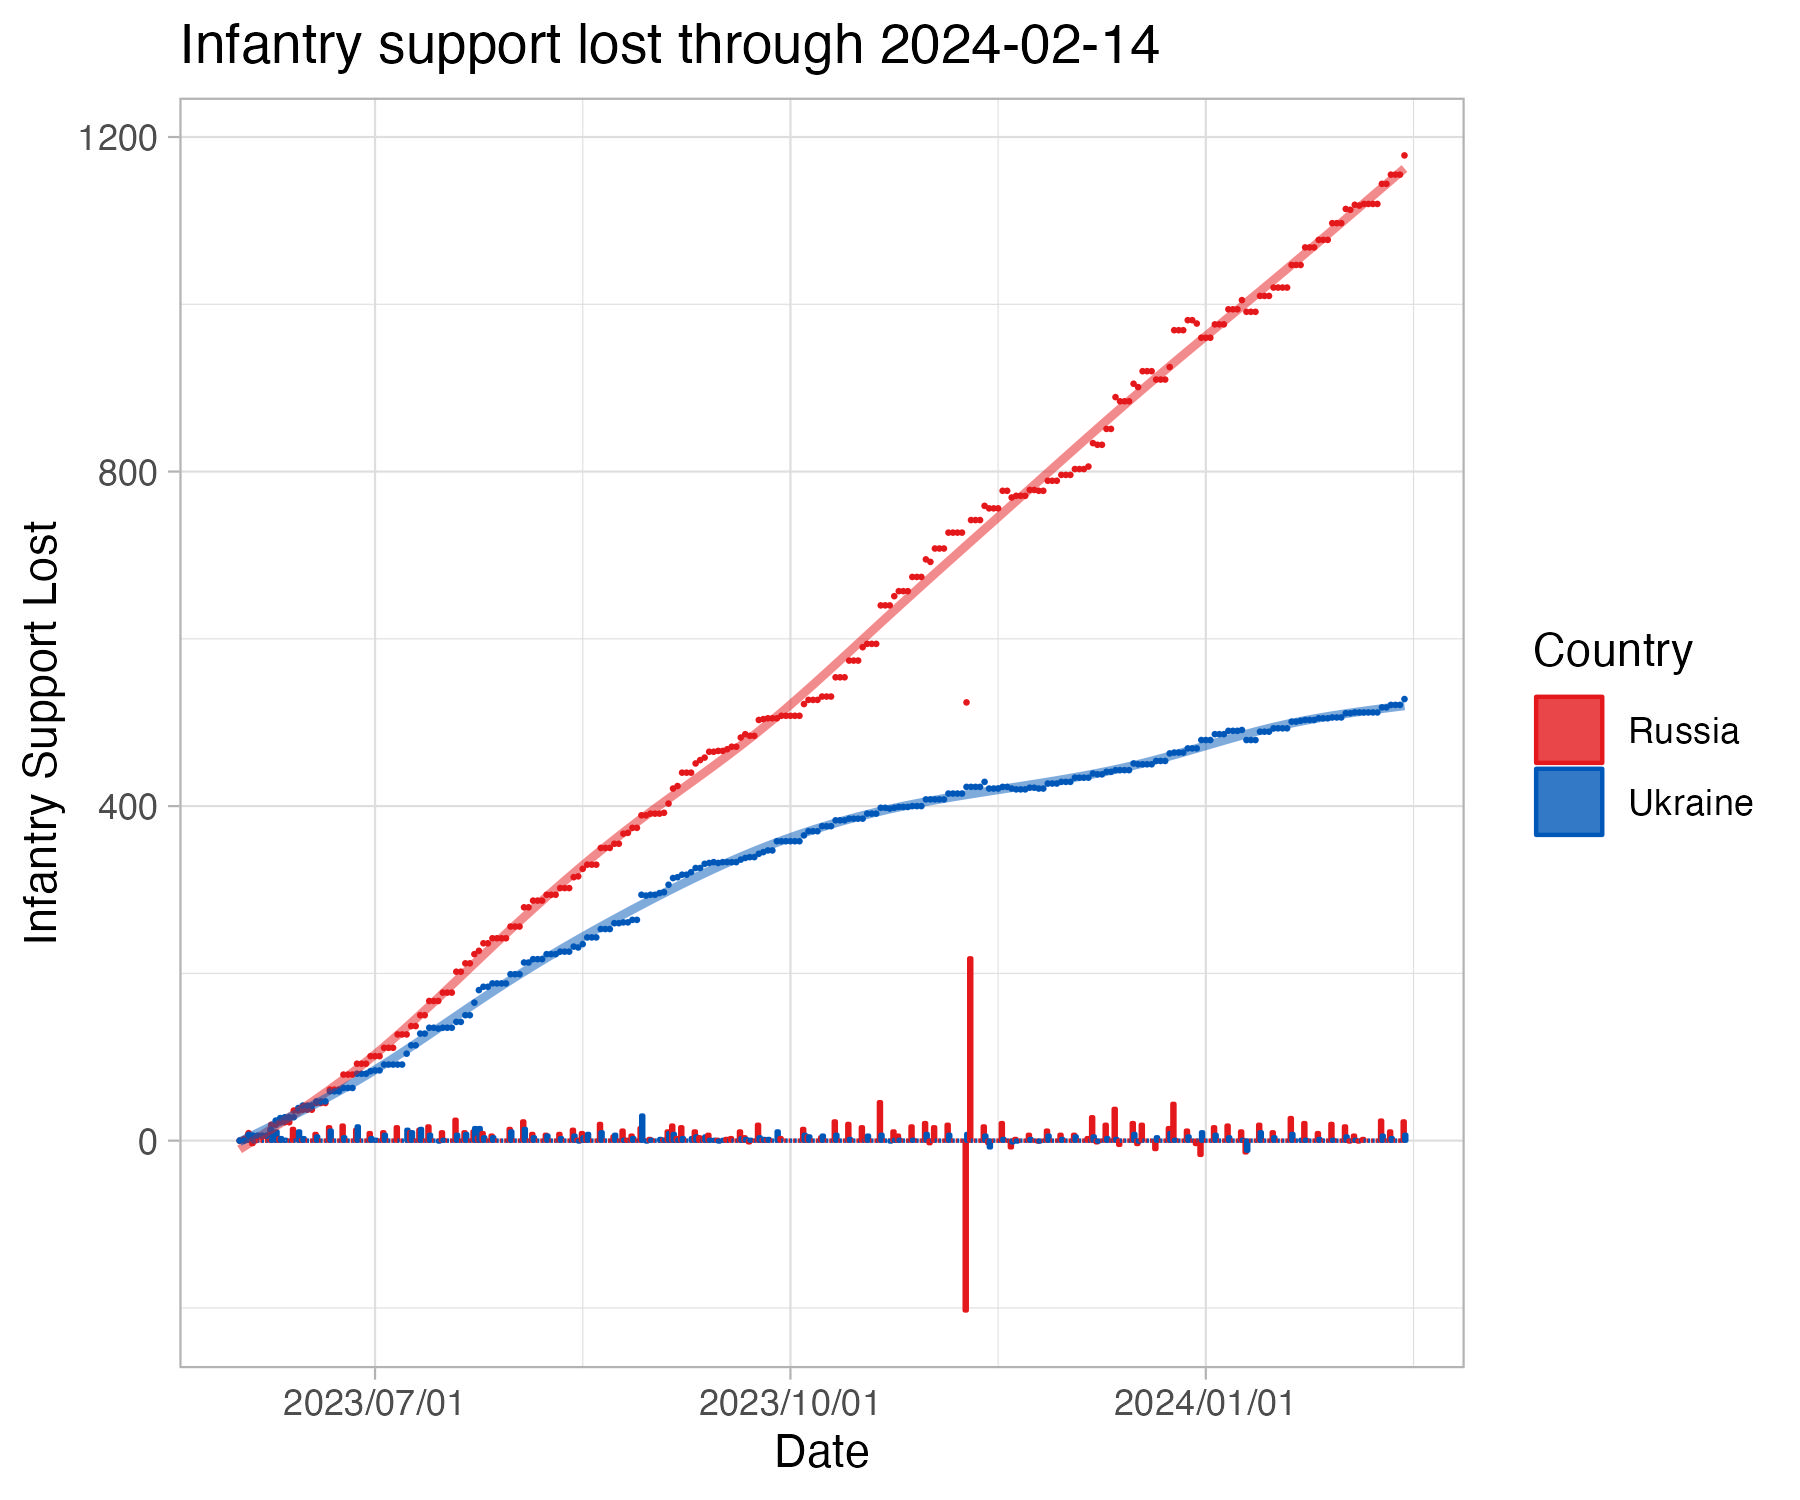 Infantry support lost through 2024-02-14
Infantry Support Lost
1200
800
400
0
2023/07/01
2023/10/01
2024/01/01
Date
Country
Russia
Ukraine